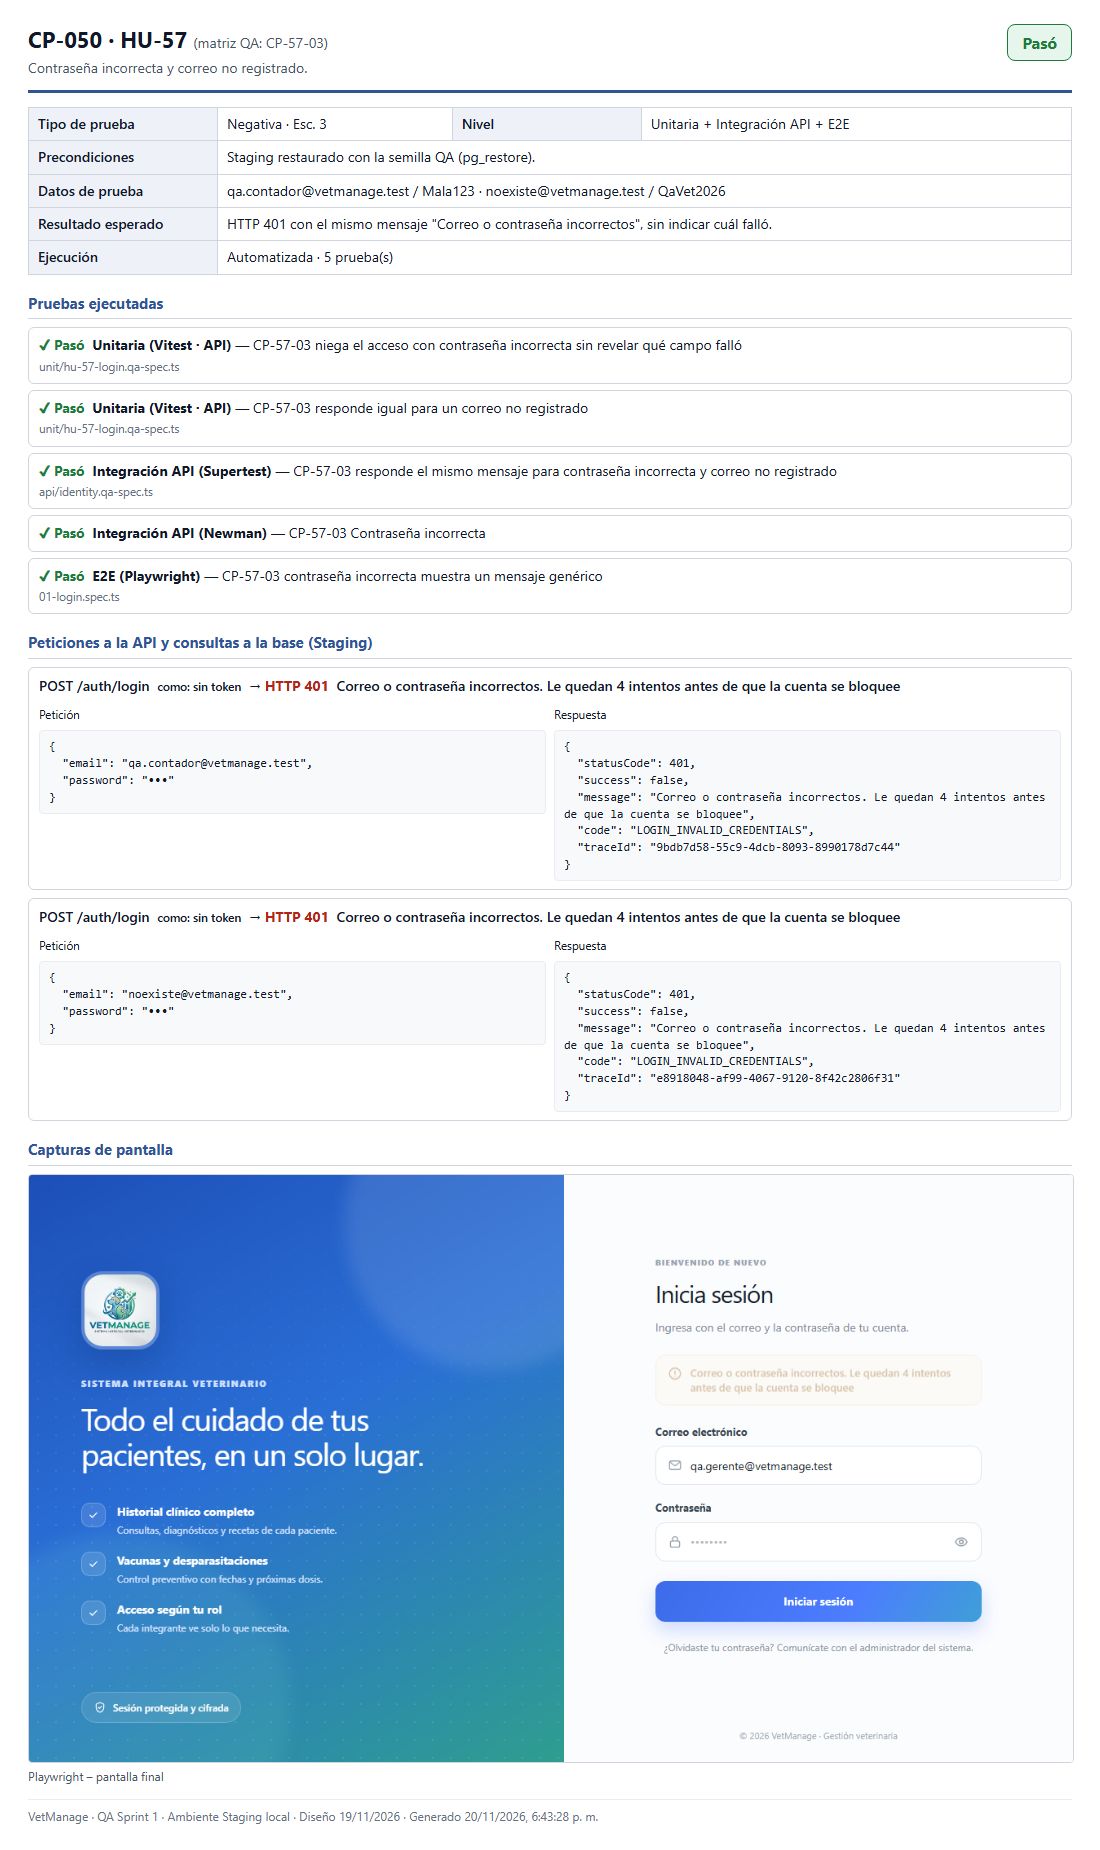 CP-050 · HU-57 (matriz QA: CP-57-03)
Pasó
Contraseña incorrecta y correo no registrado.
Tipo de prueba
Negativa · Esc. 3
Nivel
Unitaria + Integración API + E2E
Precondiciones
Staging restaurado con la semilla QA (pg_restore).
Datos de prueba
qa.contador@vetmanage.test / Mala123 · noexiste@vetmanage.test / QaVet2026
Resultado esperado
HTTP 401 con el mismo mensaje "Correo o contraseña incorrectos", sin indicar cuál falló.
Ejecución
Automatizada · 5 prueba(s)
Pruebas ejecutadas
✓ Pasó Unitaria (Vitest · API) — CP-57-03 niega el acceso con contraseña incorrecta sin revelar qué campo falló
unit/hu-57-login.qa-spec.ts
✓ Pasó Unitaria (Vitest · API) — CP-57-03 responde igual para un correo no registrado
unit/hu-57-login.qa-spec.ts
✓ Pasó Integración API (Supertest) — CP-57-03 responde el mismo mensaje para contraseña incorrecta y correo no registrado
api/identity.qa-spec.ts
✓ Pasó Integración API (Newman) — CP-57-03 Contraseña incorrecta
✓ Pasó E2E (Playwright) — CP-57-03 contraseña incorrecta muestra un mensaje genérico
01-login.spec.ts
Peticiones a la API y consultas a la base (Staging)
POST /auth/login como: sin token → HTTP 401 Correo o contraseña incorrectos. Le quedan 4 intentos antes de que la cuenta se bloquee
Petición
{
"email": "qa.contador@vetmanage.test",
"password": "•••"
}
Respuesta
{
"statusCode": 401,
"success": false,
"message": "Correo o contraseña incorrectos. Le quedan 4 intentos antes
de que la cuenta se bloquee",
"code": "LOGIN_INVALID_CREDENTIALS",
"traceId": "9bdb7d58-55c9-4dcb-8093-8990178d7c44"
}
POST /auth/login como: sin token → HTTP 401 Correo o contraseña incorrectos. Le quedan 4 intentos antes de que la cuenta se bloquee
Petición
{
"email": "noexiste@vetmanage.test",
"password": "•••"
}
Respuesta
{
"statusCode": 401,
"success": false,
"message": "Correo o contraseña incorrectos. Le quedan 4 intentos antes
de que la cuenta se bloquee",
"code": "LOGIN_INVALID_CREDENTIALS",
"traceId": "e8918048-af99-4067-9120-8f42c2806f31"
}
Capturas de pantalla
VETMANAGE
SISTEMA INTEGRAL VETERINARIO
Todo el cuidado de tus
pacientes, en un solo lugar.
Historial clínico completo
Consultas, diagnósticos y recetas de cada paciente.
Vacunas y desparasitaciones
Control preventivo con fechas y próximas dosis.
Acceso según tu rol
Cada integrante ve solo lo que necesita.
Sesión protegida y cifrada
BIENVENIDO DE NUEVO
Inicia sesión
Ingresa con el correo y la contraseña de tu cuenta.
Correo o contraseña incorrectos. Le quedan 4 intentos
antes de que la cuenta se bloquee
Correo electrónico
qa.gerente@vetmanage.test
Contraseña
••••••••
Iniciar sesión
¿Olvidaste tu contraseña? Comunícate con el administrador del sistema.
© 2026 VetManage · Gestión veterinaria
Playwright – pantalla final
VetManage · QA Sprint 1 · Ambiente Staging local · Diseño 19/11/2026 · Generado 20/11/2026, 6:43:28 p. m.